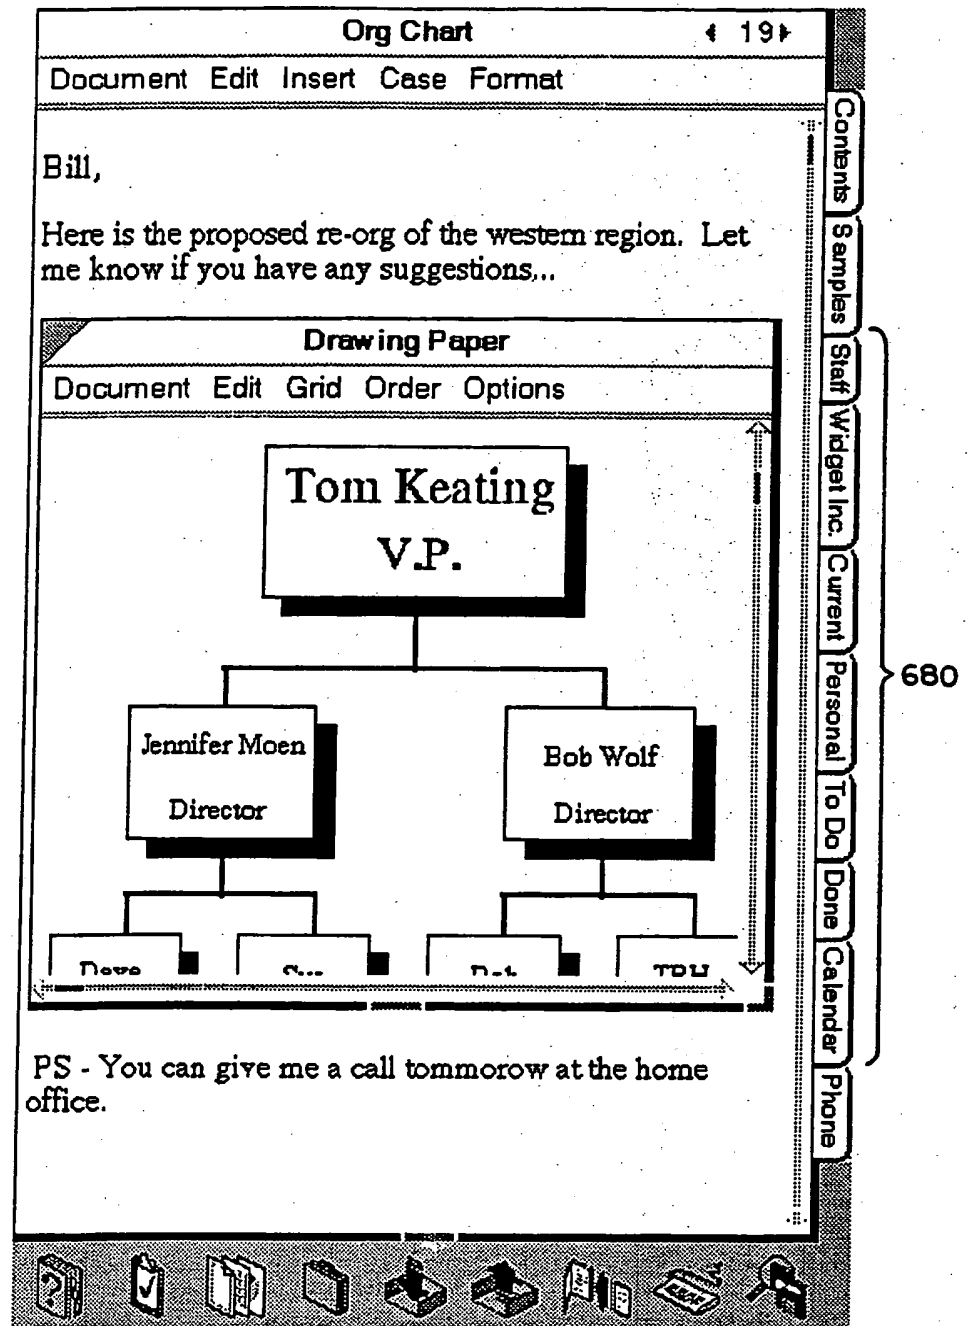 Org Chart 19
Document Edit Insert Case Format
Bill,
Here is the proposed re-org of the western region. Let
me know if you have any suggestions...
Drawing Paper
Document Edit Grid Order Options
Tom Keating
V.P.
Jennifer Moen
Director
Bob Wolf
Director
PS - You can give me a call tommorow at the home
office.
Contents
Samples
Staff
Widget Inc.
Current
Personal
To Do
Done
Calendar
Phone
680